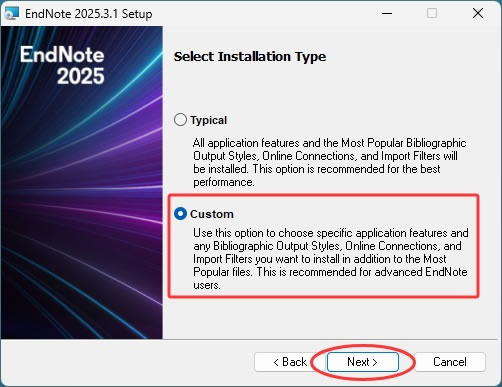 EndNote 2025.3.1 Setup
EndNote
2025
Select Installation Type
Typical
All application features and the Most Popular Bibliographic
Output Styles, Online Connections, and Import Filters will
be installed. This option is recommended for the best
performance.
Custom
Use this option to choose specific application features and
any Bibliographic Output Styles, Online Connections, and
Import Filters you want to install in addition to the Most
Popular files. This is recommended for advanced EndNote
users.
< Back
Next >
Cancel